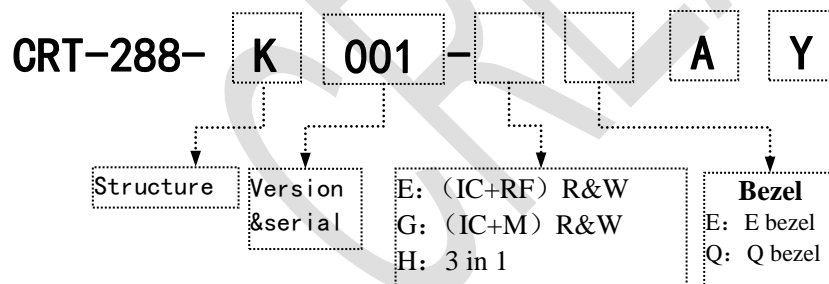 CRT-288- K 001 - A Y
Structure
Version
&serial
E：（IC+RF）R&W
G：（IC+M）R&W
H：3 in 1
Bezel
E：E bezel
Q：Q bezel